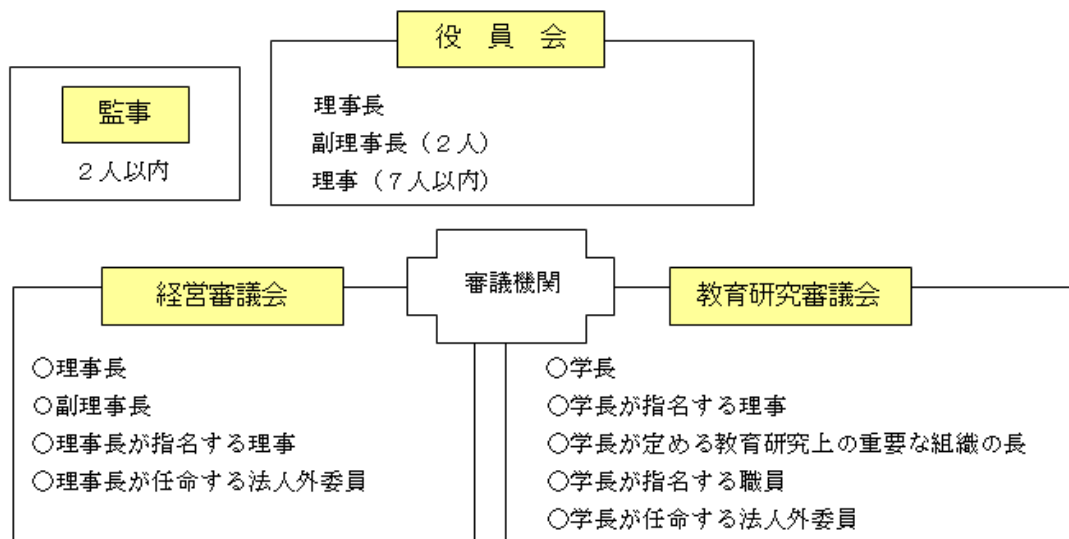 役 員 会
監事
２人以内
理事長
副理事長（２人）
理事（７人以内）
審議機関
経営審議会
○理事長
○副理事長
○理事長が指名する理事
○理事長が任命する法人外委員
教育研究審議会
○学長
○学長が指名する理事
○学長が定める教育研究上の重要な組織の長
○学長が指名する職員
○学長が任命する法人外委員